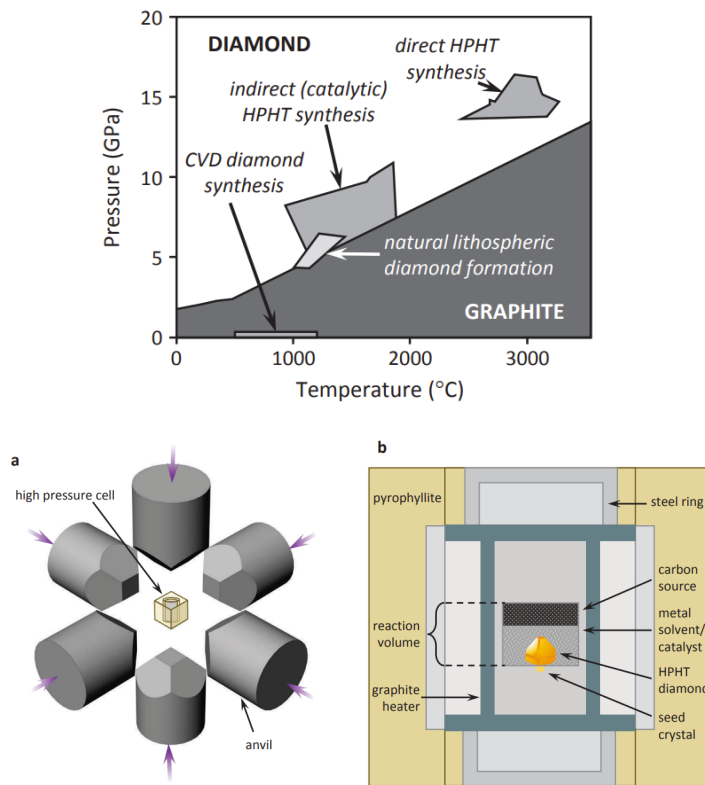 20
15
10
5
0
Pressure (GPa)
DIAMOND
direct HPHT
synthesis
indirect (catalytic)
HPHT synthesis
CVD diamond
synthesis
natural lithospheric
diamond formation
GRAPHITE
0
1000
2000
3000
Temperature (°C)
a
high pressure cell
anvil
b
pyrophyllite
steel ring
carbon
source
reaction
volume
metal
solvent/
catalyst
HPHT
diamond
graphite
heater
seed
crystal